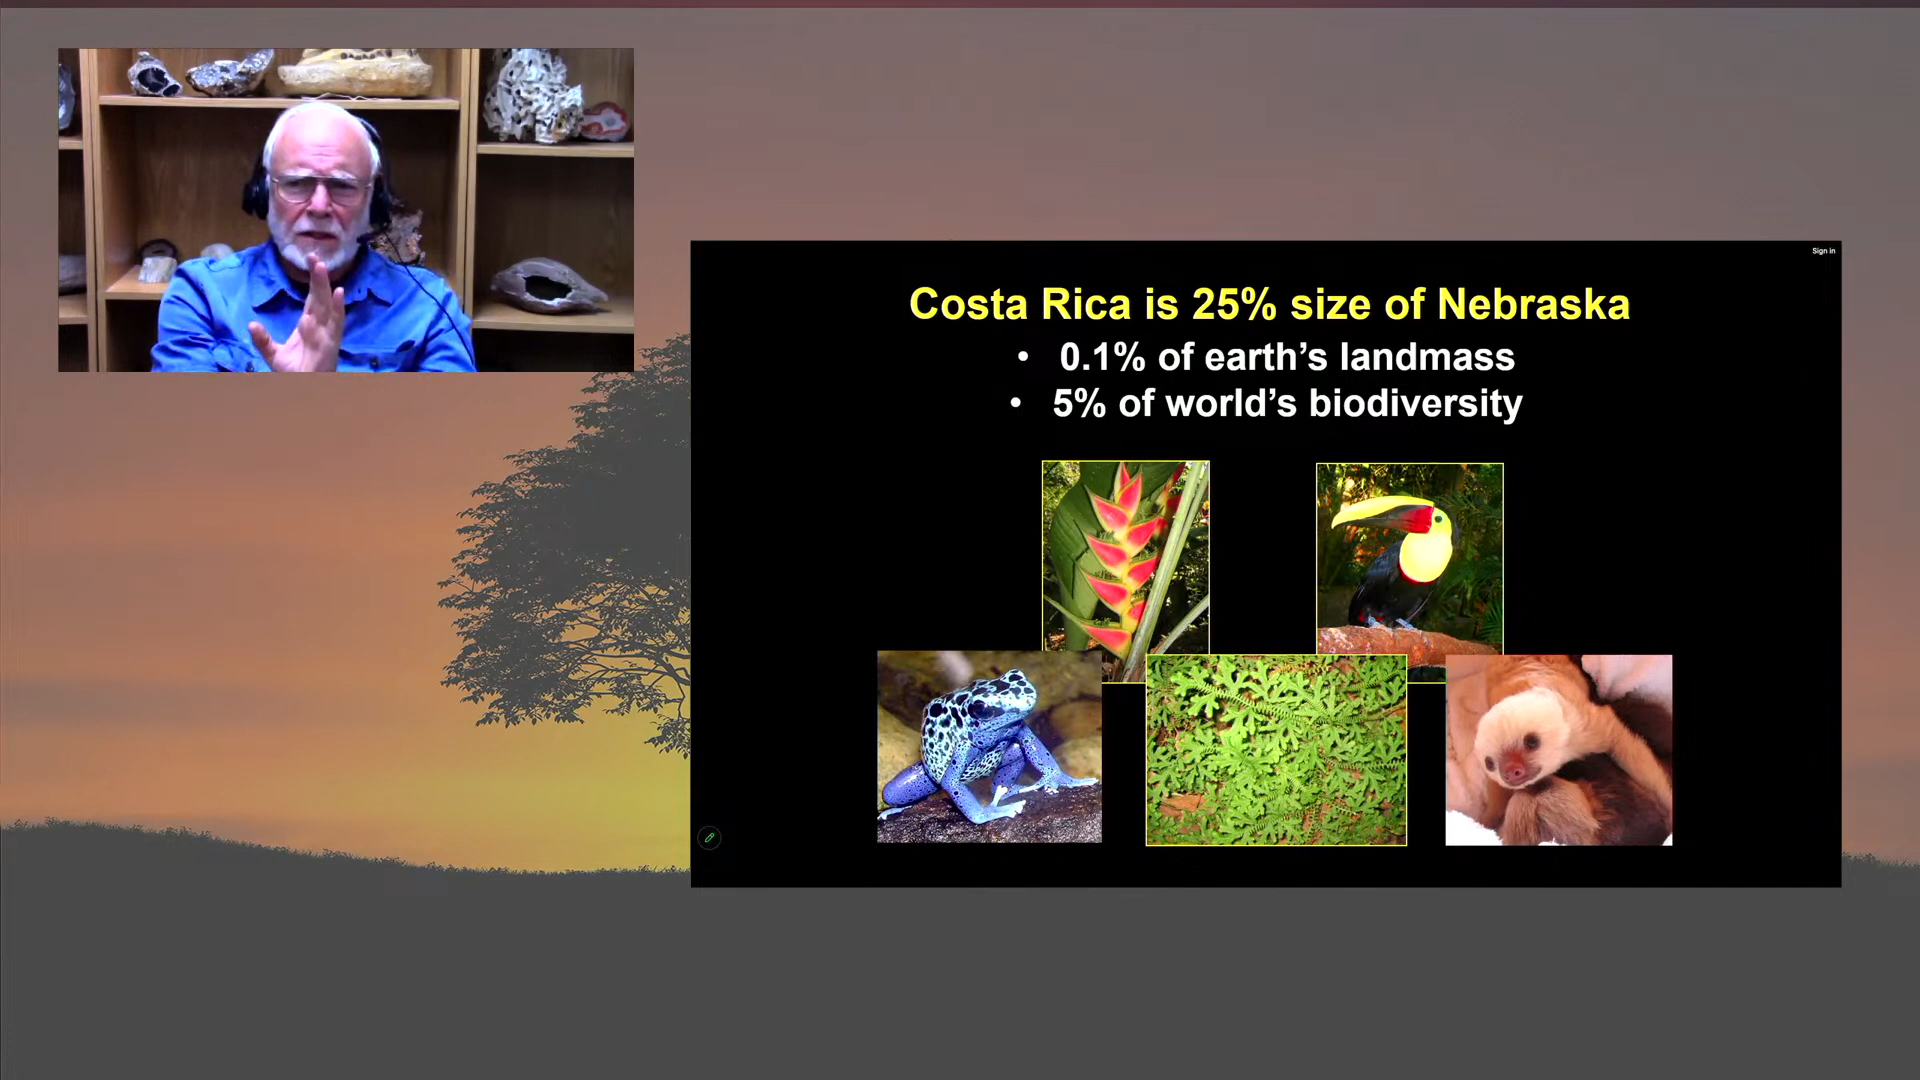 Sign in
Costa Rica is 25% size of Nebraska
• 0.1% of earth’s landmass
• 5% of world’s biodiversity